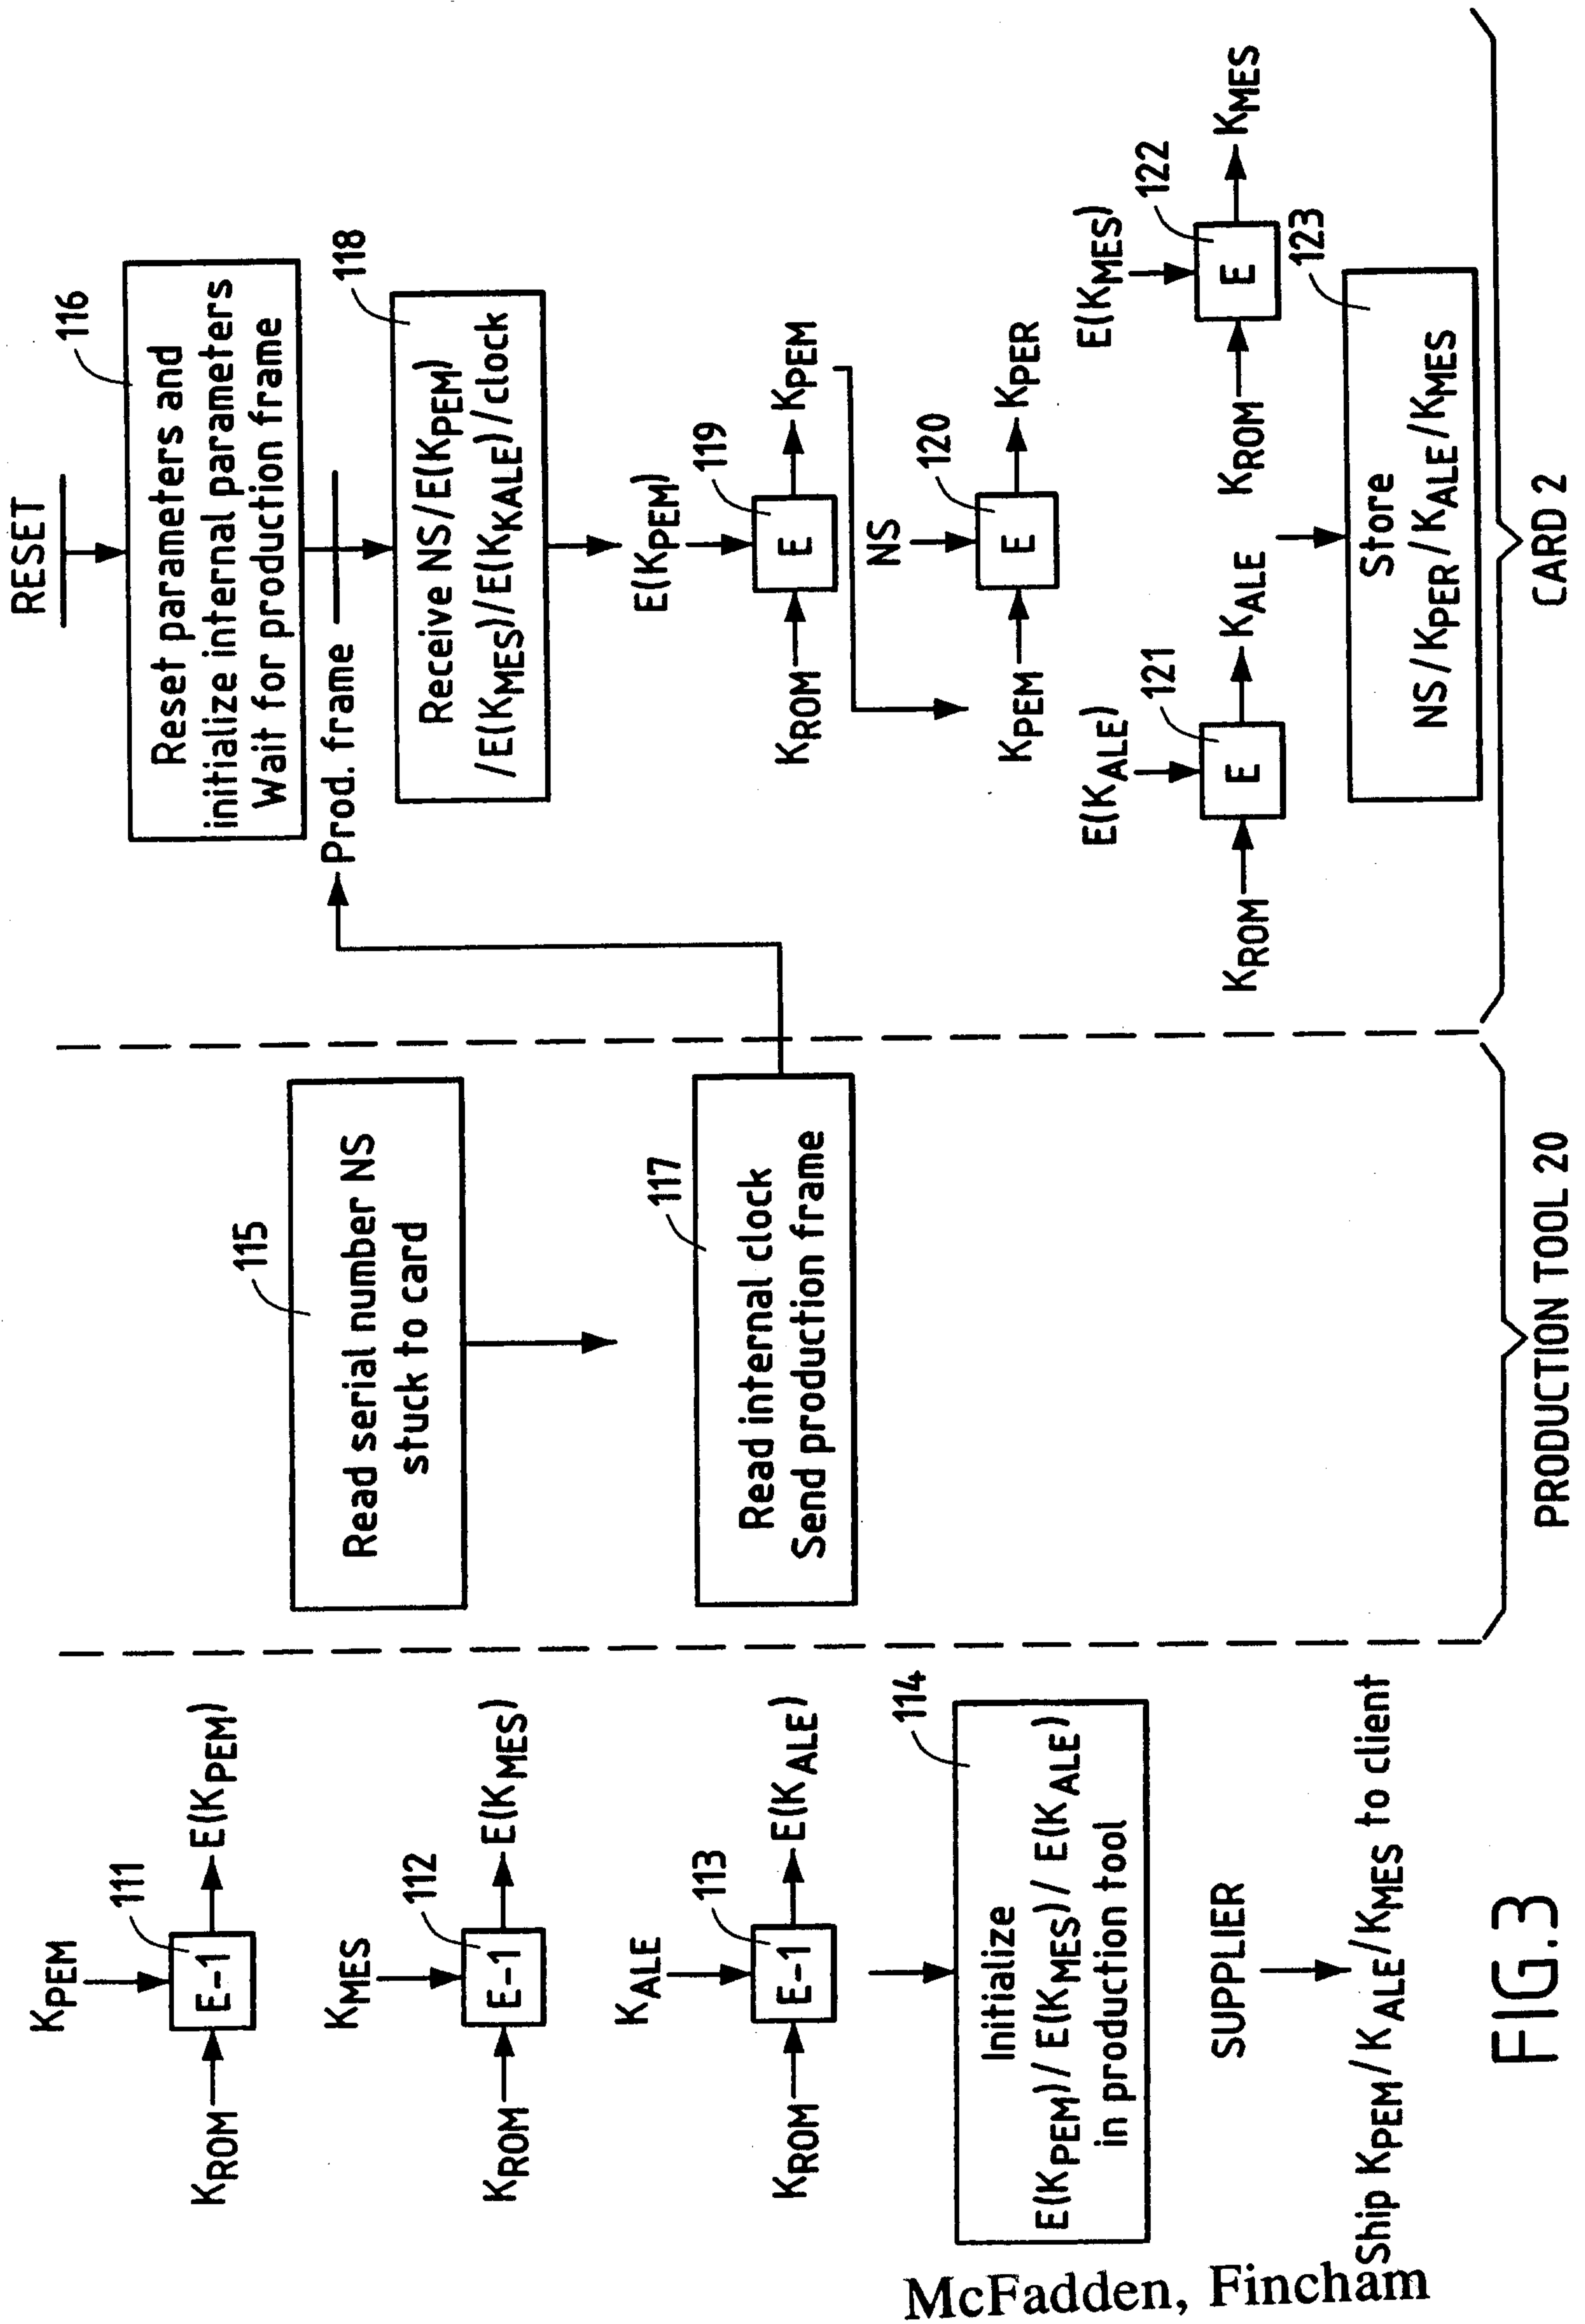 KPEM
111
KROM
E-1
E(KPEM)
KMES
112
KROM
E-1
E(KMES)
KALE
113
KROM
E-1
E(KALE)
114
Initialize
E(KPEM)/ E(KMES)/ E(KALE)
in production tool
SUPPLIER
Ship KPEM/ KALE/ KMES to client
115
Read serial number NS
stuck to card
117
Read internal clock
Send production frame
PRODUCTION TOOL 20
RESET
116
Reset parameters and
initialize internal parameters
Wait for production frame
Prod. frame
118
Receive NS/E(KPEM)
/E(KMES)/E(KKALE)/clock
E(KPEM)
119
KROM
E
KPEM
NS
120
KPEM
E
KPER
E(KALE)
121
KROM
E
KALE
E(KMES)
122
KROM
E
KMES
123
Store
NS/KPER/KALE/KMES
CARD 2
FIG.3
McFadden, Fincham